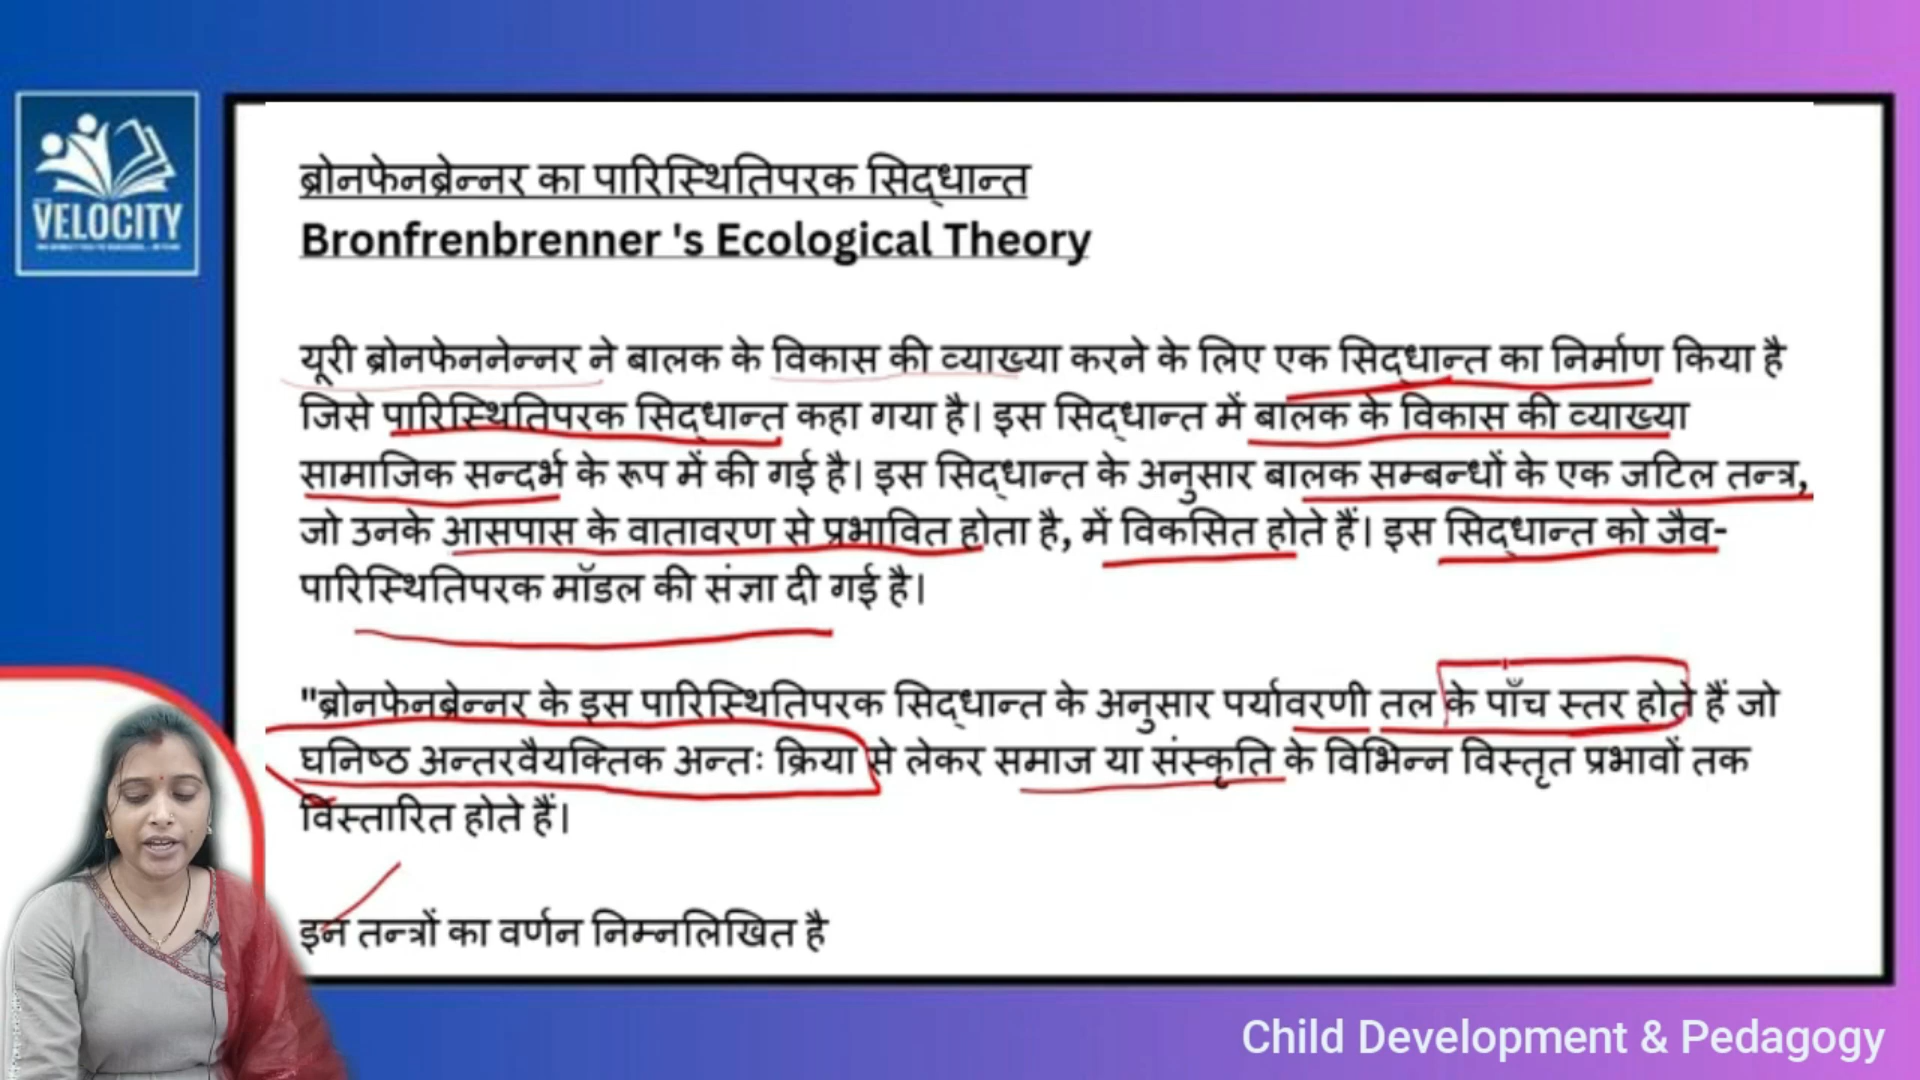 VELOCITY
ब्रोनफेनब्रेन्नर का पारिस्थितिपरक सिद्धान्त
Bronfrenbrenner 's Ecological Theory
यूरी ब्रोनफेननेन्नर ने बालक के विकास की व्याख्या करने के लिए एक सिद्धान्त का निर्माण किया है
जिसे पारिस्थितिपरक सिद्धान्त कहा गया है। इस सिद्धान्त में बालक के विकास की व्याख्या
सामाजिक सन्दर्भ के रूप में की गई है। इस सिद्धान्त के अनुसार बालक सम्बन्धों के एक जटिल तन्त्र,
जो उनके आसपास के वातावरण से प्रभावित होता है, में विकसित होते हैं। इस सिद्धान्त को जैव-
पारिस्थितिपरक मॉडल की संज्ञा दी गई है।
"ब्रोनफेनब्रेन्नर के इस पारिस्थितिपरक सिद्धान्त के अनुसार पर्यावरणी तल के पाँच स्तर होते हैं जो
घनिष्ठ अन्तरवैयक्तिक अन्तः क्रिया से लेकर समाज या संस्कृति के विभिन्न विस्तृत प्रभावों तक
विस्तारित होते हैं।
इन तन्त्रों का वर्णन निम्नलिखित है
Child Development & Pedagogy